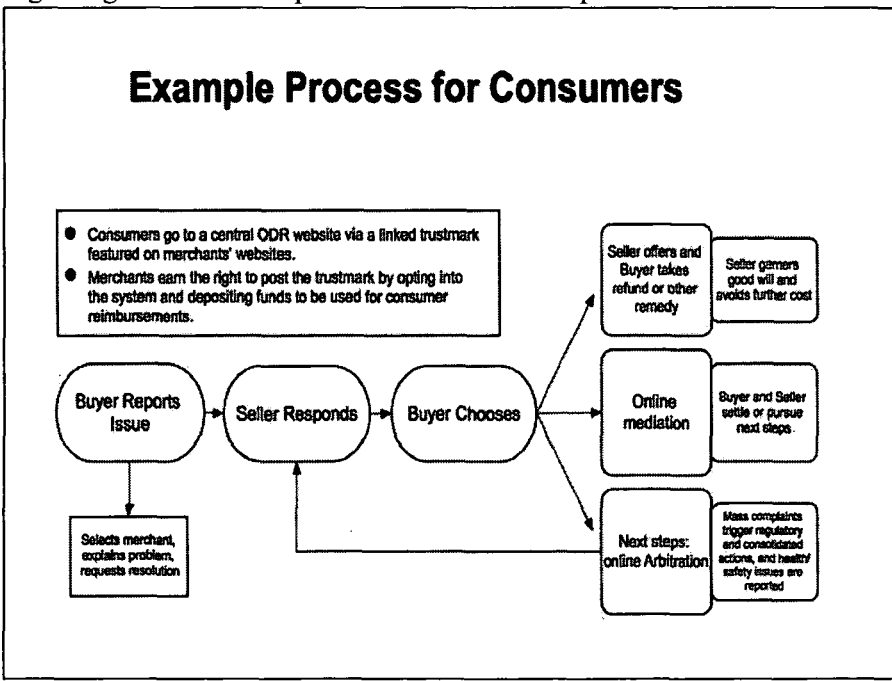 Example Process for Consumers
● Consumers go to a central ODR website via a linked trustmark
featured on merchants' websites.
● Merchants earn the right to post the trustmark by opting into
the system and depositing funds to be used for consumer
reimbursements.
Seller offers and
Buyer takes
refund or other
remedy
Seller garners
good will and
avoids further cost
Buyer Reports
Issue
Seller Responds
Buyer Chooses
Online
mediation
Buyer and Seller
settle or pursue
next steps.
Selects merchant,
explains problem,
requests resolution
Next steps:
online Arbitration
Mass complaints
trigger regulatory
and consolidated
actions, and health/
safety issues are
reported